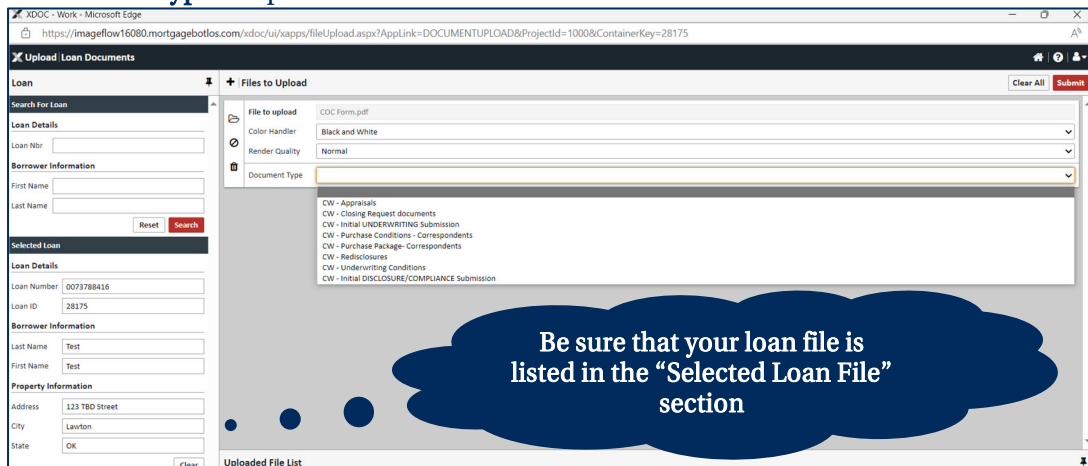 XDOC - Work - Microsoft Edge
https://imageflow16080.mortgagebotlos.com/xdoc/ui/xapps/fileUpload.aspx?AppLink=DOCUMENTUPLOAD&ProjectId=1000&ContainerKey=28175
X Upload | Loan Documents
Loan
+ Files to Upload
Clear All
Submit
Search For Loan
Loan Details
Loan Nbr
Borrower Information
First Name
Last Name
Reset
Search
Selected Loan
Loan Details
Loan Number 0073788416
Loan ID 28175
Borrower Information
Last Name Test
First Name Test
Property Information
Address 123 TBD Street
City Lawton
State OK
Clear
File to upload COC Form.pdf
Color Handler Black and White
Render Quality Normal
Document Type
CW - Appraisals
CW - Closing Request documents
CW - Initial UNDERWRITING Submission
CW - Purchase Conditions - Correspondents
CW - Purchase Package- Correspondents
CW - Redisclosures
CW - Underwriting Conditions
CW - Initial DISCLOSURE/COMPLIANCE Submission
Be sure that your loan file is
listed in the “Selected Loan File”
section
Uploaded File List